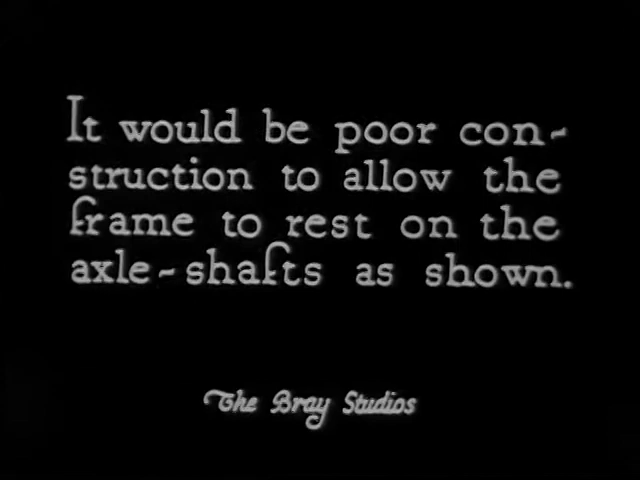 It would be poor con-
struction to allow the
frame to rest on the
axle-shafts as shown.
The Bray Studios